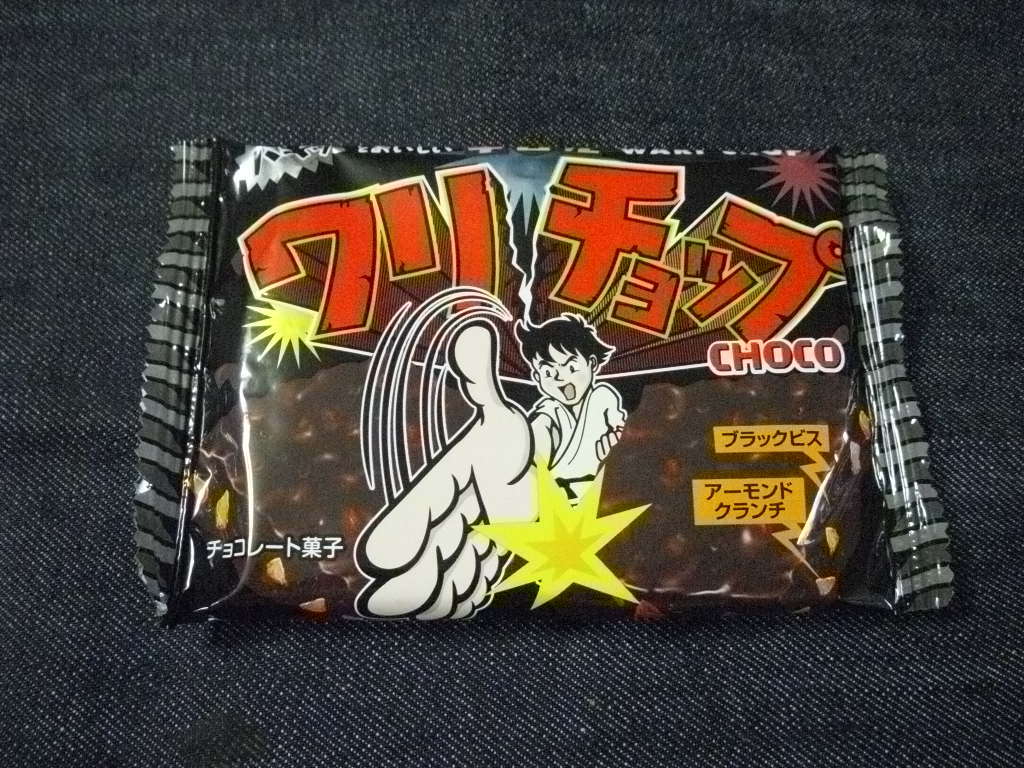 ワリチョップ
CHOCO
ブラックビス
アーモンド
クランチ
チョコレート菓子